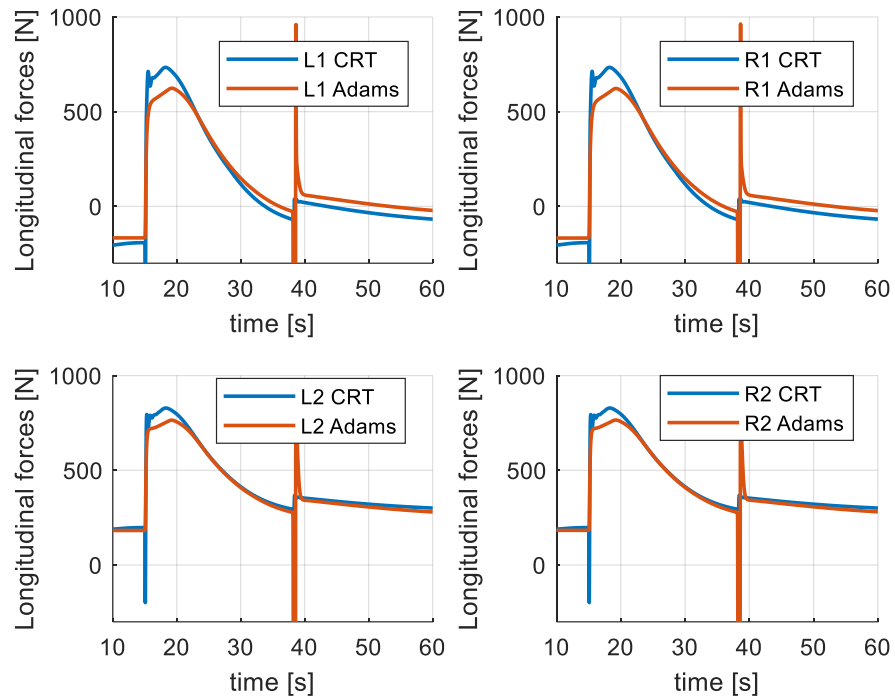 Longitudinal forces [N]
1000
500
0
L1 CRT
L1 Adams
10 20 30 40 50 60
time [s]
Longitudinal forces [N]
1000
500
0
R1 CRT
R1 Adams
10 20 30 40 50 60
time [s]
Longitudinal forces [N]
1000
500
0
L2 CRT
L2 Adams
10 20 30 40 50 60
time [s]
Longitudinal forces [N]
1000
500
0
R2 CRT
R2 Adams
10 20 30 40 50 60
time [s]